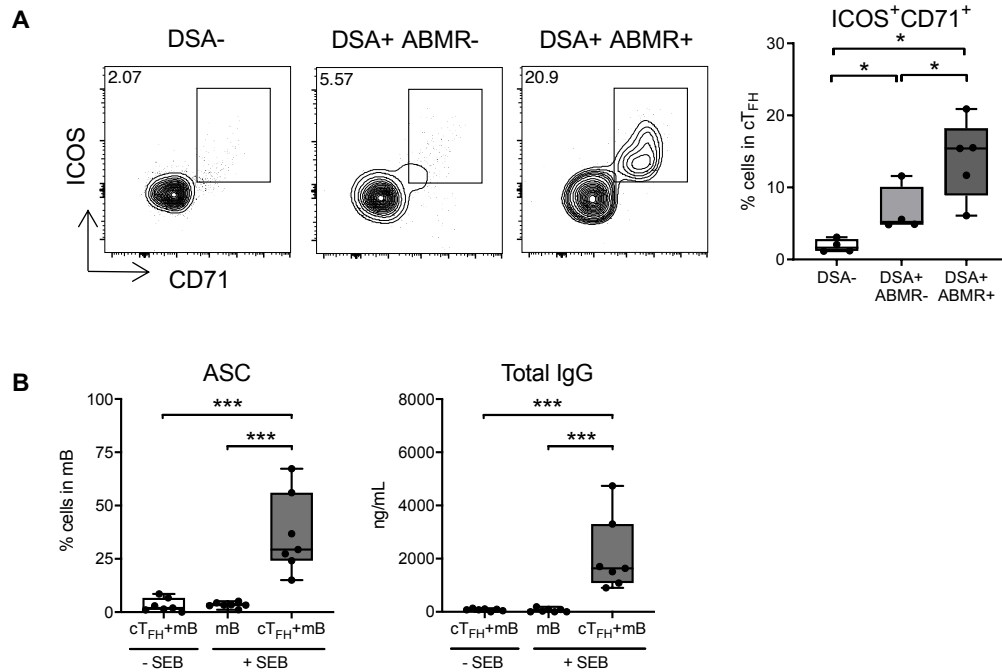 A
DSA-
DSA+ ABMR-
DSA+ ABMR+
2.07
5.57
20.9
ICOS
CD71
ICOS+CD71+
% cells in cTFH
30
20
10
0
*
*
*
DSA-
DSA+ ABMR-
DSA+ ABMR+
B
ASC
% cells in mB
100
75
50
25
0
***
***
cTFH+mB
mB
cTFH+mB
- SEB
+ SEB
Total IgG
ng/mL
8000
6000
4000
2000
0
***
***
cTFH+mB
mB
cTFH+mB
- SEB
+ SEB